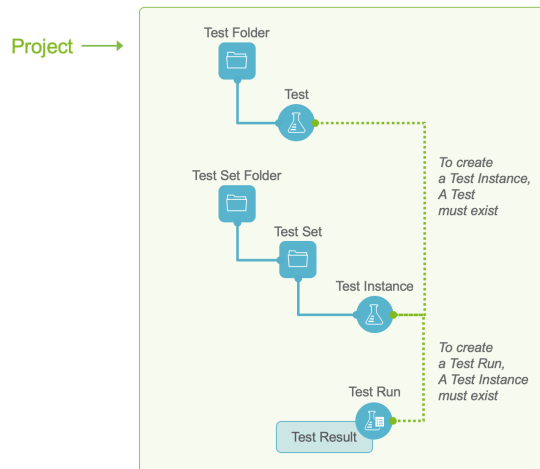 Project
Test Folder
Test
To create
a Test Instance,
A Test
must exist
Test Set Folder
Test Set
Test Instance
To create
a Test Run,
A Test Instance
must exist
Test Run
Test Result